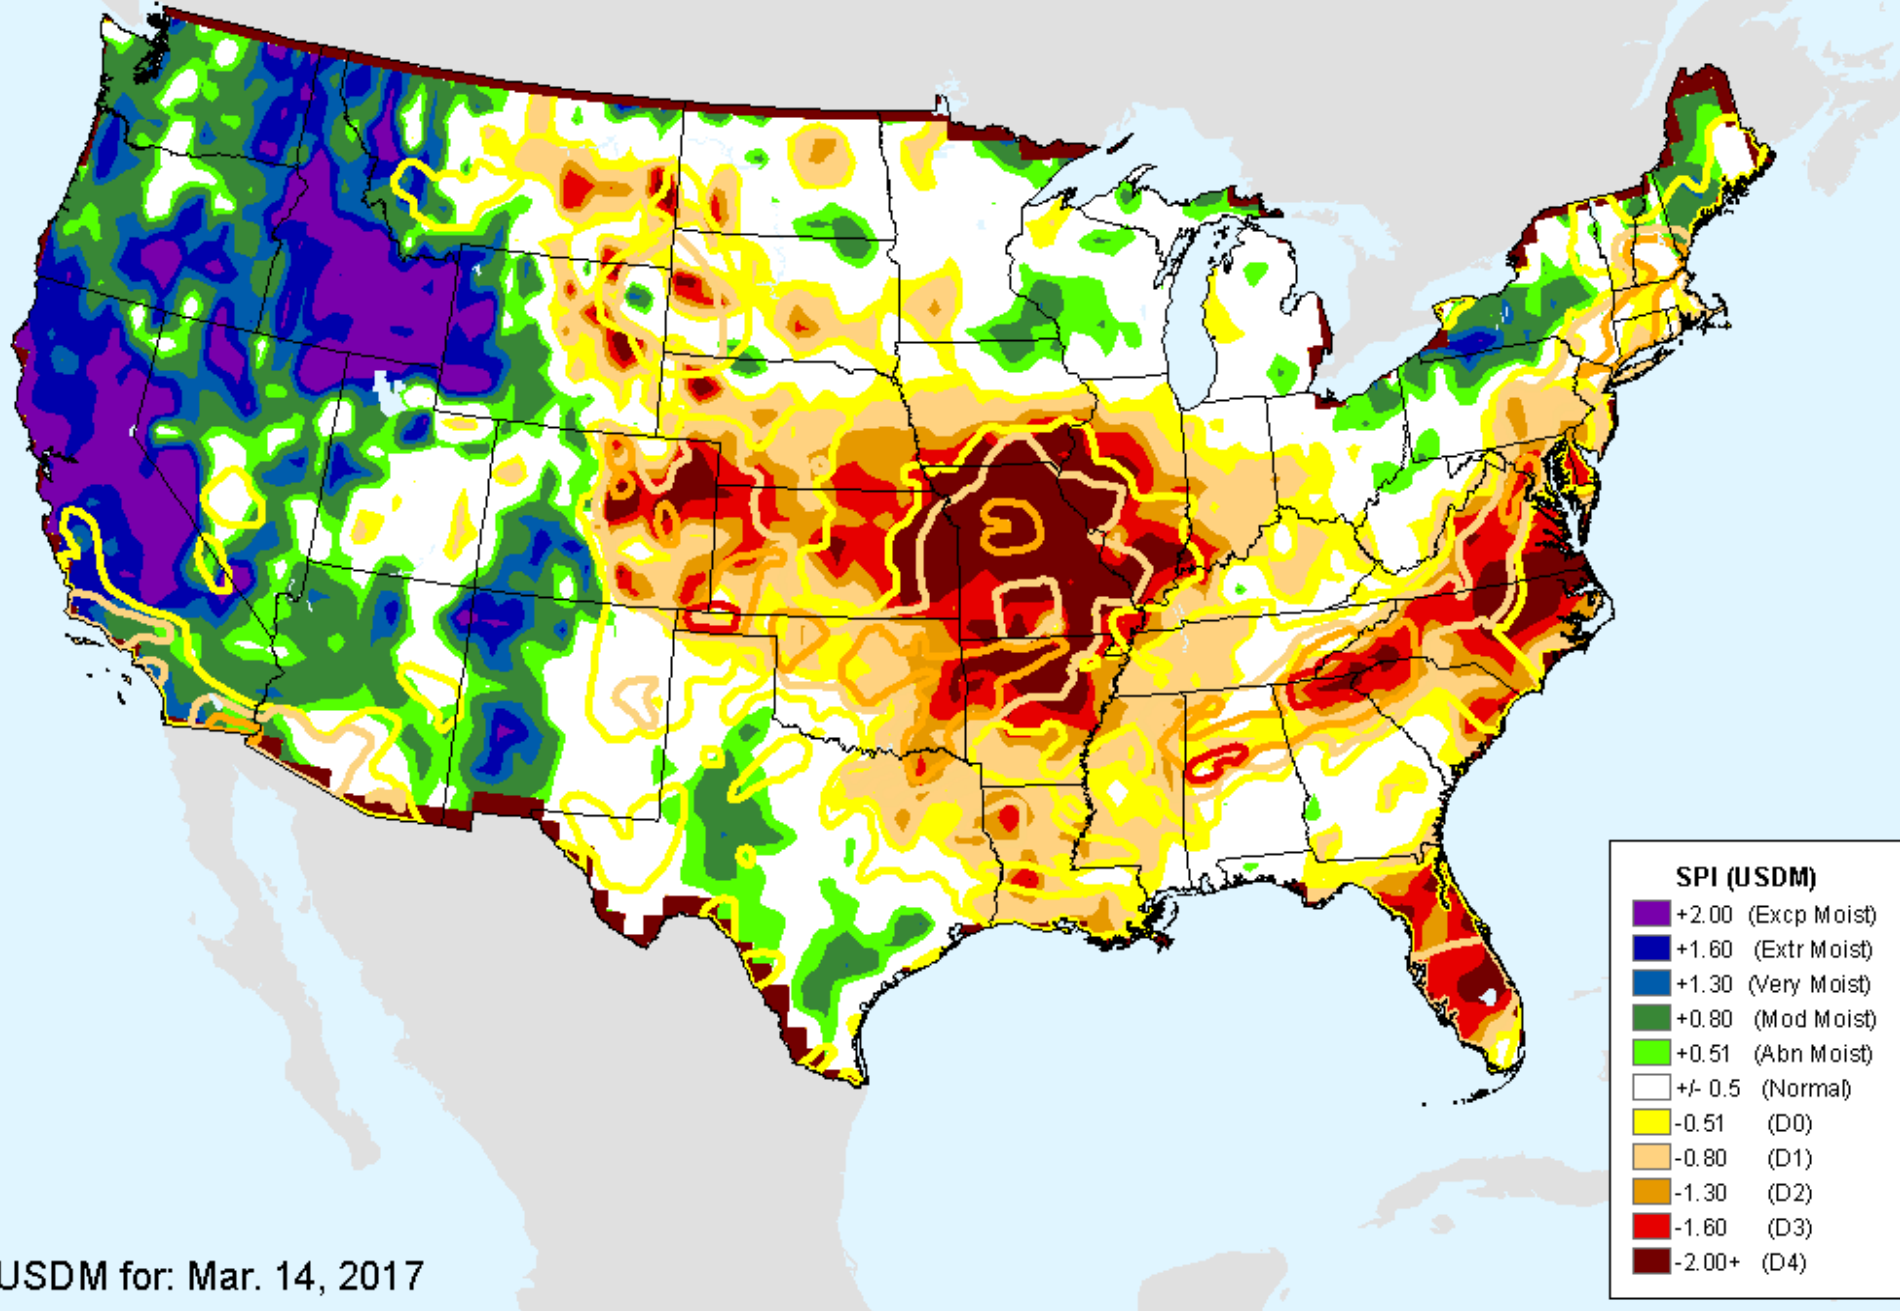 SPI (USDM)
+2.00 (Excp Moist)
+1.60 (Extr Moist)
+1.30 (Very Moist)
+0.80 (Mod Moist)
+0.51 (Abn Moist)
+/- 0.5 (Normal)
-0.51 (D0)
-0.80 (D1)
-1.30 (D2)
-1.60 (D3)
-2.00+ (D4)
USDM for: Mar. 14, 2017